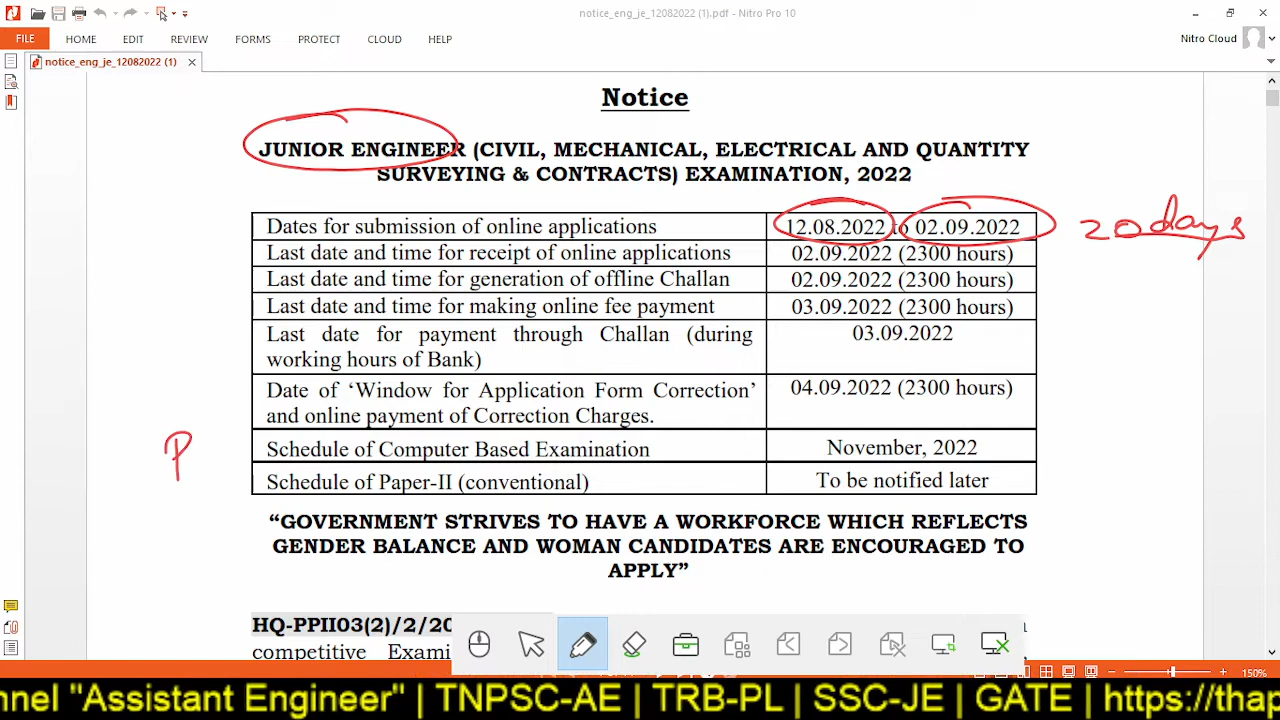 notice_eng_je_12082022 (1).pdf - Nitro Pro 10
FILE HOME EDIT REVIEW FORMS PROTECT CLOUD HELP Nitro Cloud
notice_eng_je_12082022 (1)
Notice
JUNIOR ENGINEER (CIVIL, MECHANICAL, ELECTRICAL AND QUANTITY
SURVEYING & CONTRACTS) EXAMINATION, 2022
Dates for submission of online applications 12.08.2022 to 02.09.2022 20 days
Last date and time for receipt of online applications 02.09.2022 (2300 hours)
Last date and time for generation of offline Challan 02.09.2022 (2300 hours)
Last date and time for making online fee payment 03.09.2022 (2300 hours)
Last date for payment through Challan (during 03.09.2022
working hours of Bank)
Date of ‘Window for Application Form Correction’ 04.09.2022 (2300 hours)
and online payment of Correction Charges.
P Schedule of Computer Based Examination November, 2022
Schedule of Paper-II (conventional) To be notified later
“GOVERNMENT STRIVES TO HAVE A WORKFORCE WHICH REFLECTS
GENDER BALANCE AND WOMAN CANDIDATES ARE ENCOURAGED TO
APPLY”
HQ-PPII03(2)/2/20
competitive Exami
150%
nnel "Assistant Engineer" | TNPSC-AE | TRB-PL | SSC-JE | GATE | https://thap